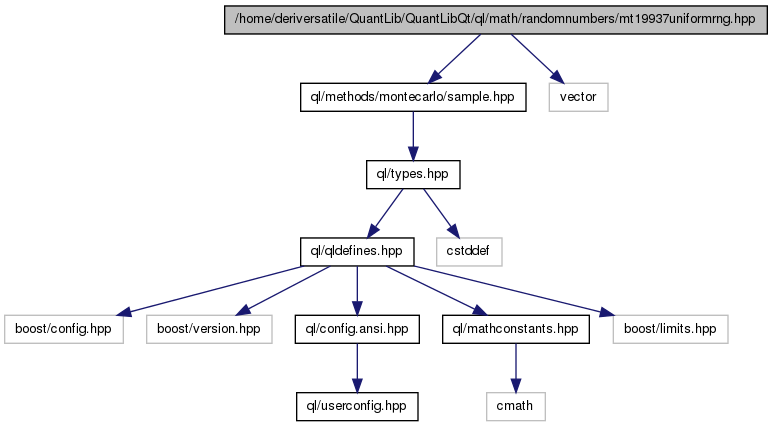 /home/deriversatile/QuantLib/QuantLibQt/ql/math/randomnumbers/mt19937uniformrng.hpp
ql/methods/montecarlo/sample.hpp
vector
ql/types.hpp
ql/qldefines.hpp
cstddef
boost/config.hpp
boost/version.hpp
ql/config.ansi.hpp
ql/mathconstants.hpp
boost/limits.hpp
ql/userconfig.hpp
cmath